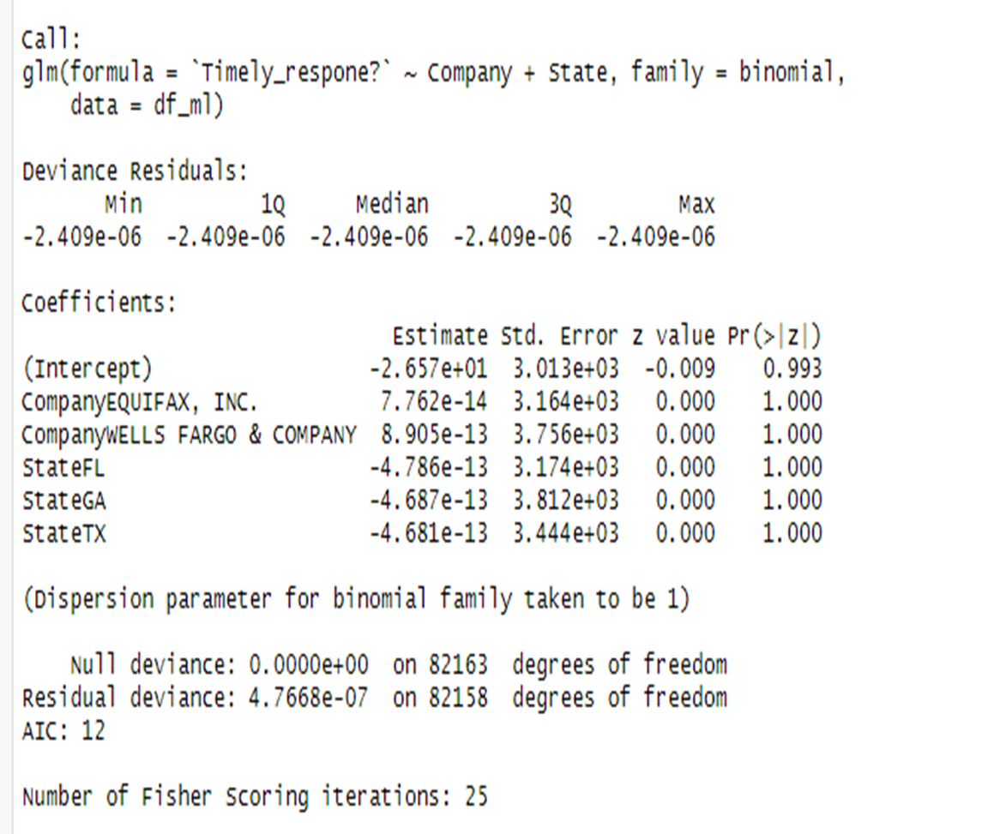 Call:
glm(formula = `Timely_respone?` ~ Company + State, family = binomial,
    data = df_ml)
Deviance Residuals:
       Min          1Q      Median          3Q         Max
-2.409e-06  -2.409e-06  -2.409e-06  -2.409e-06  -2.409e-06
Coefficients:
                               Estimate Std. Error z value Pr(>|z|)
(Intercept)                  -2.657e+01  3.013e+03  -0.009    0.993
CompanyEQUIFAX, INC.          7.762e-14  3.164e+03   0.000    1.000
CompanyWELLS FARGO & COMPANY  8.905e-13  3.756e+03   0.000    1.000
StateFL                      -4.786e-13  3.174e+03   0.000    1.000
StateGA                      -4.687e-13  3.812e+03   0.000    1.000
StateTX                      -4.681e-13  3.444e+03   0.000    1.000
(Dispersion parameter for binomial family taken to be 1)
    Null deviance: 0.0000e+00  on 82163  degrees of freedom
Residual deviance: 4.7668e-07  on 82158  degrees of freedom
AIC: 12
Number of Fisher Scoring iterations: 25